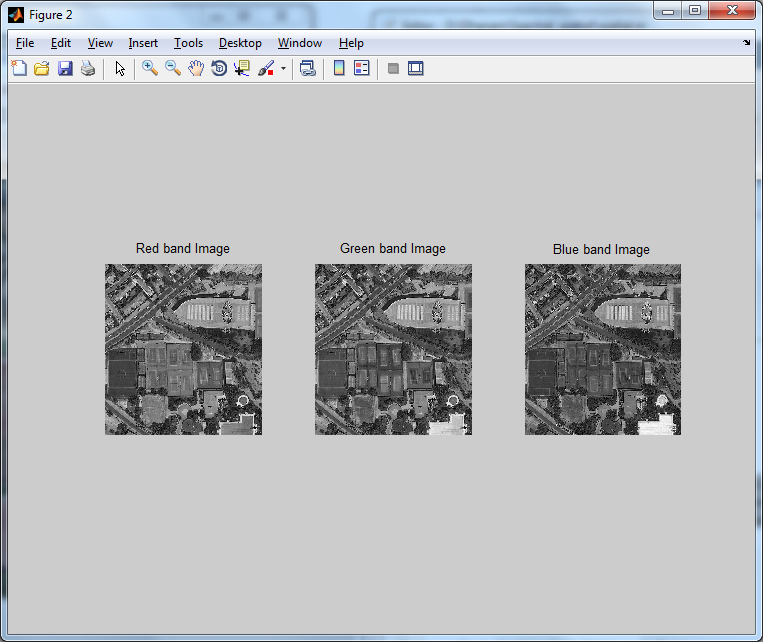 Figure 2
File Edit View Insert Tools Desktop Window Help
Red band Image Green band Image Blue band Image